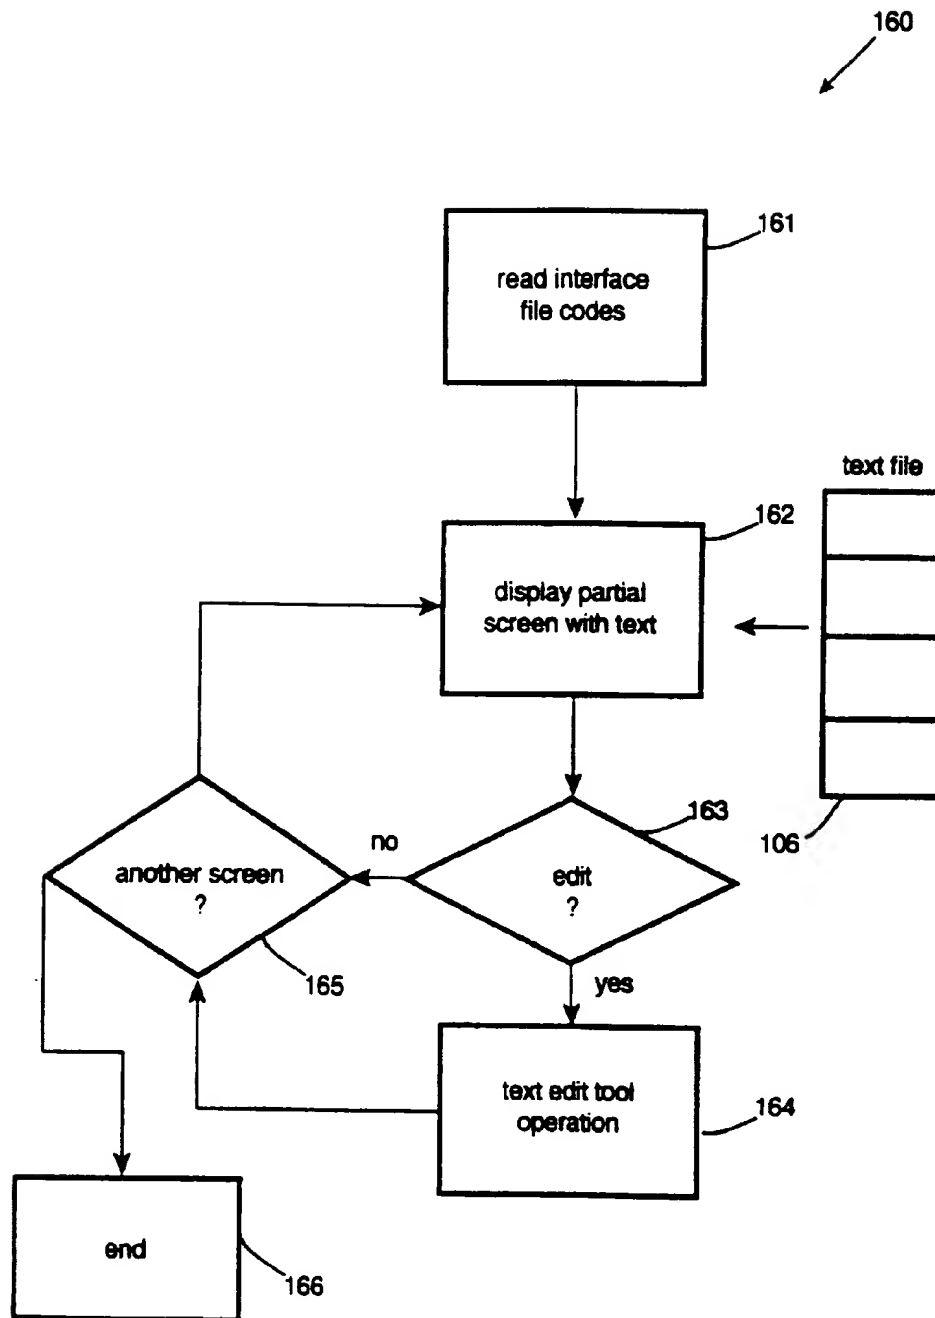 160
161
read interface
file codes
text file
162
display partial
screen with text
163
106
no
another screen
?
edit
?
165
yes
text edit tool
operation
164
end
166